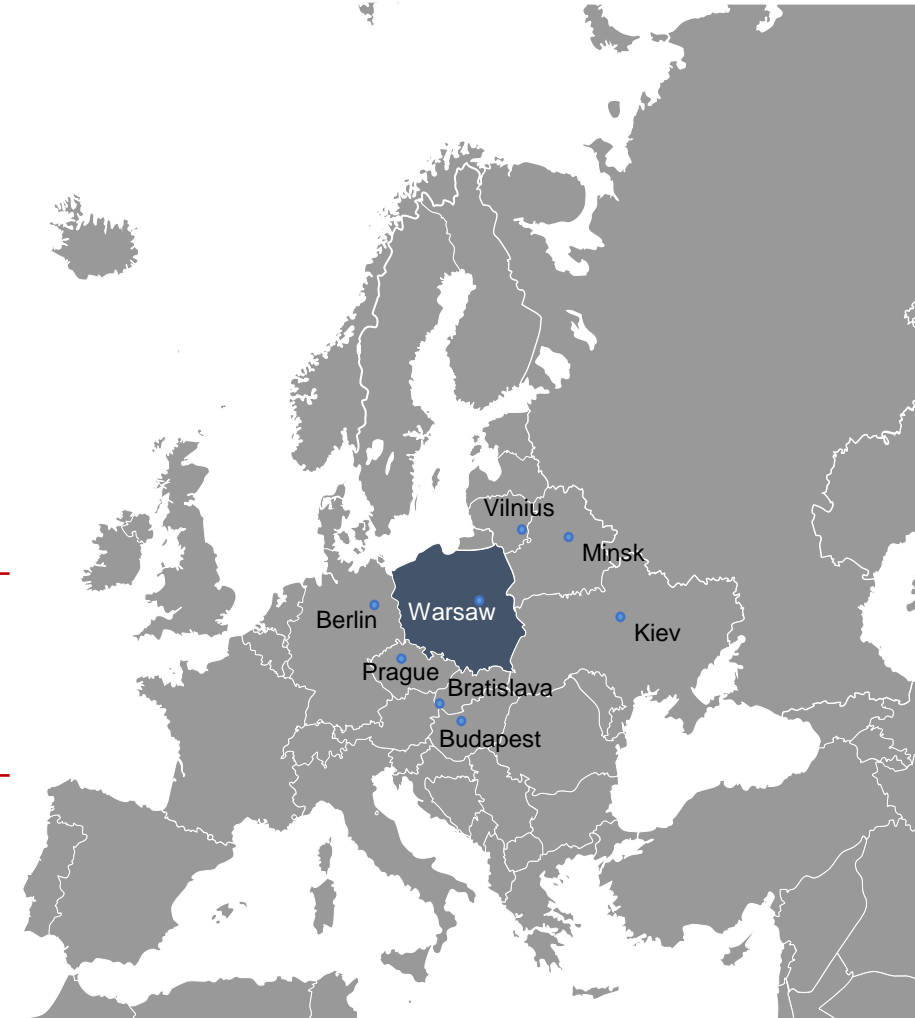 Vilnius
Minsk
Berlin
Warsaw
Kiev
Prague
Bratislava
Budapest